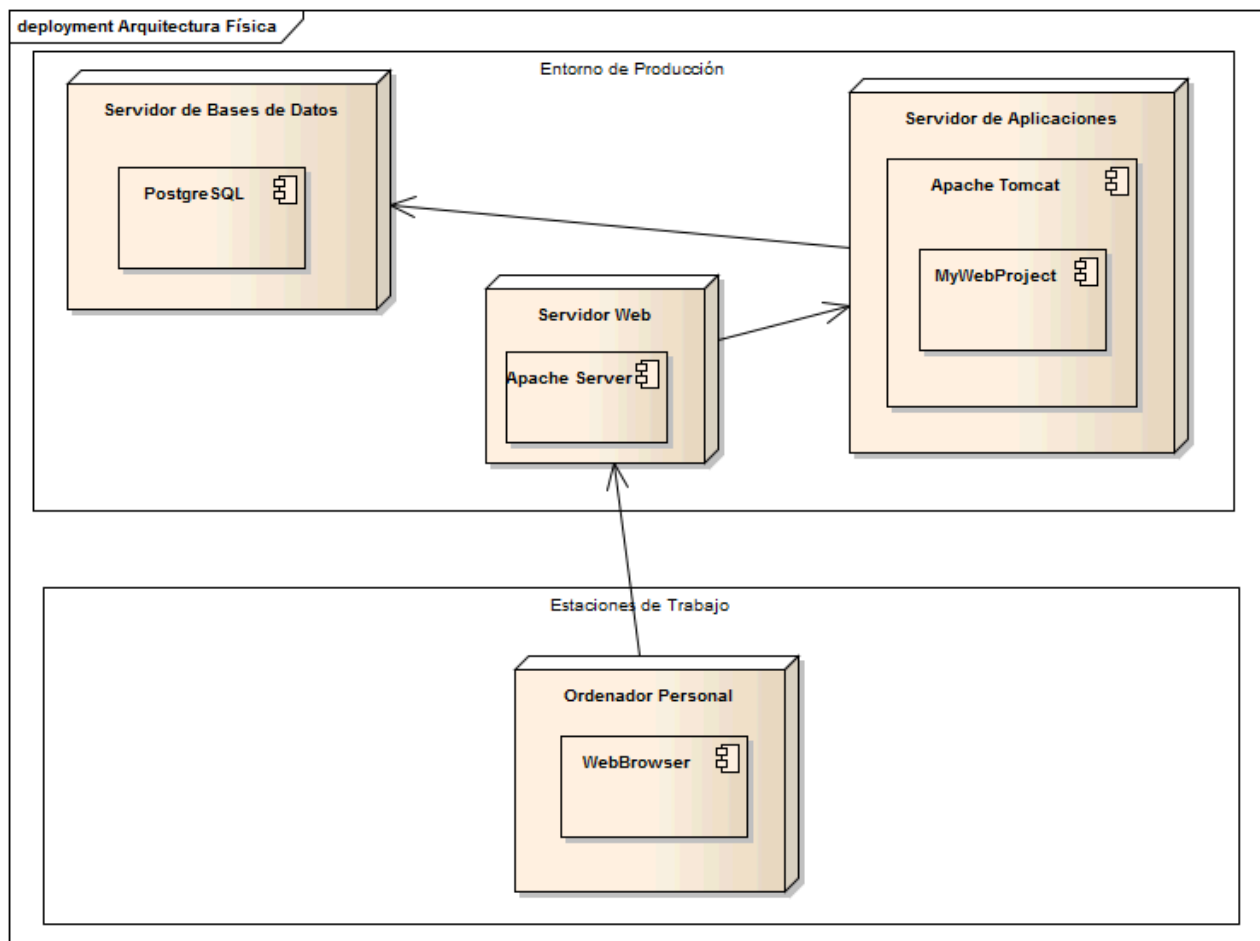 deployment Arquitectura Física
Entorno de Producción
Servidor de Bases de Datos
PostgreSQL
Servidor de Aplicaciones
Apache Tomcat
MyWebProject
Servidor Web
Apache Server
Estaciones de Trabajo
Ordenador Personal
WebBrowser